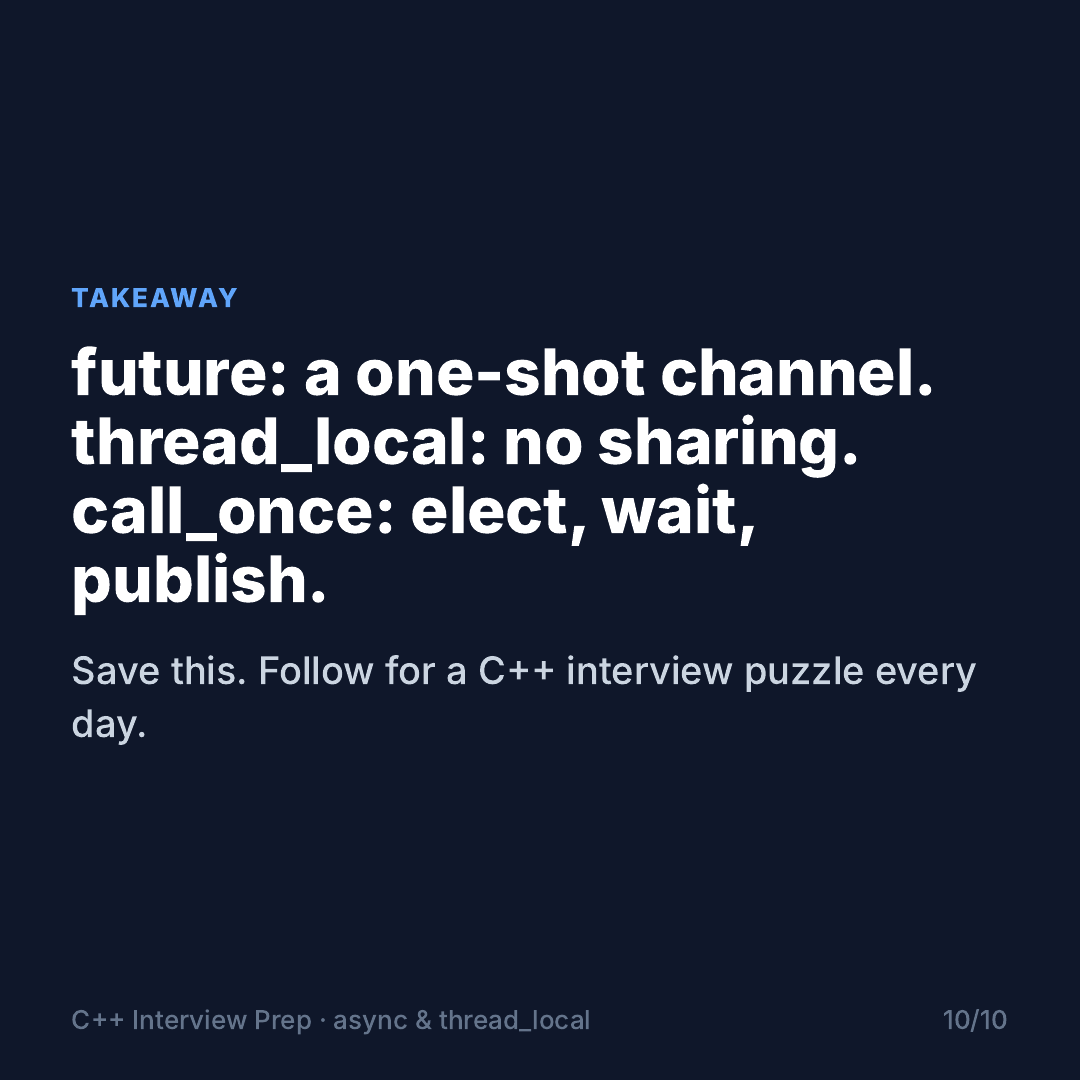 TAKEAWAY
future: a one-shot channel.
thread_local: no sharing.
call_once: elect, wait,
publish.
Save this. Follow for a C++ interview puzzle every
day.
C++ Interview Prep · async & thread_local
10/10